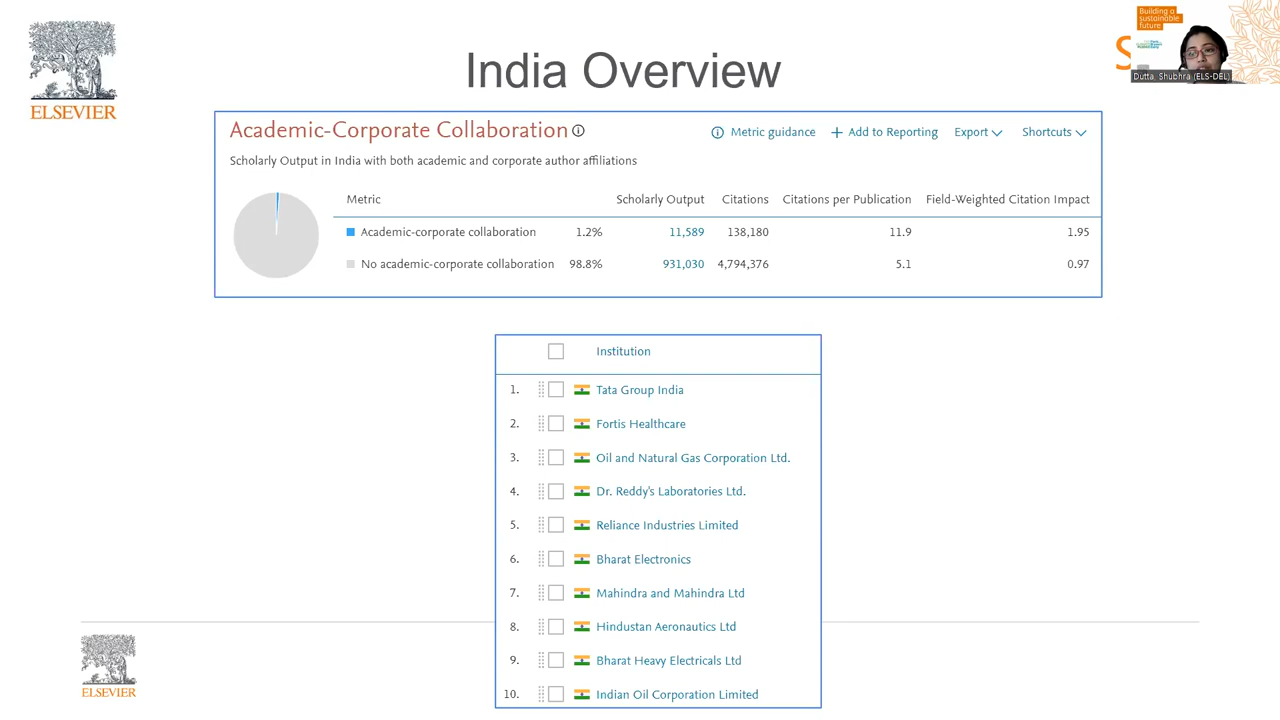 ELSEVIER
India Overview
Building a
sustainable
future
Dutta, Shubhra (ELS-DEL)
Academic-Corporate Collaboration
Metric guidance
Add to Reporting
Export
Shortcuts
Scholarly Output in India with both academic and corporate author affiliations
Metric Scholarly Output Citations Citations per Publication Field-Weighted Citation Impact
Academic-corporate collaboration 1.2% 11,589 138,180 11.9 1.95
No academic-corporate collaboration 98.8% 931,030 4,794,376 5.1 0.97
Institution
1. Tata Group India
2. Fortis Healthcare
3. Oil and Natural Gas Corporation Ltd.
4. Dr. Reddy's Laboratories Ltd.
5. Reliance Industries Limited
6. Bharat Electronics
7. Mahindra and Mahindra Ltd
8. Hindustan Aeronautics Ltd
9. Bharat Heavy Electricals Ltd
10. Indian Oil Corporation Limited
ELSEVIER